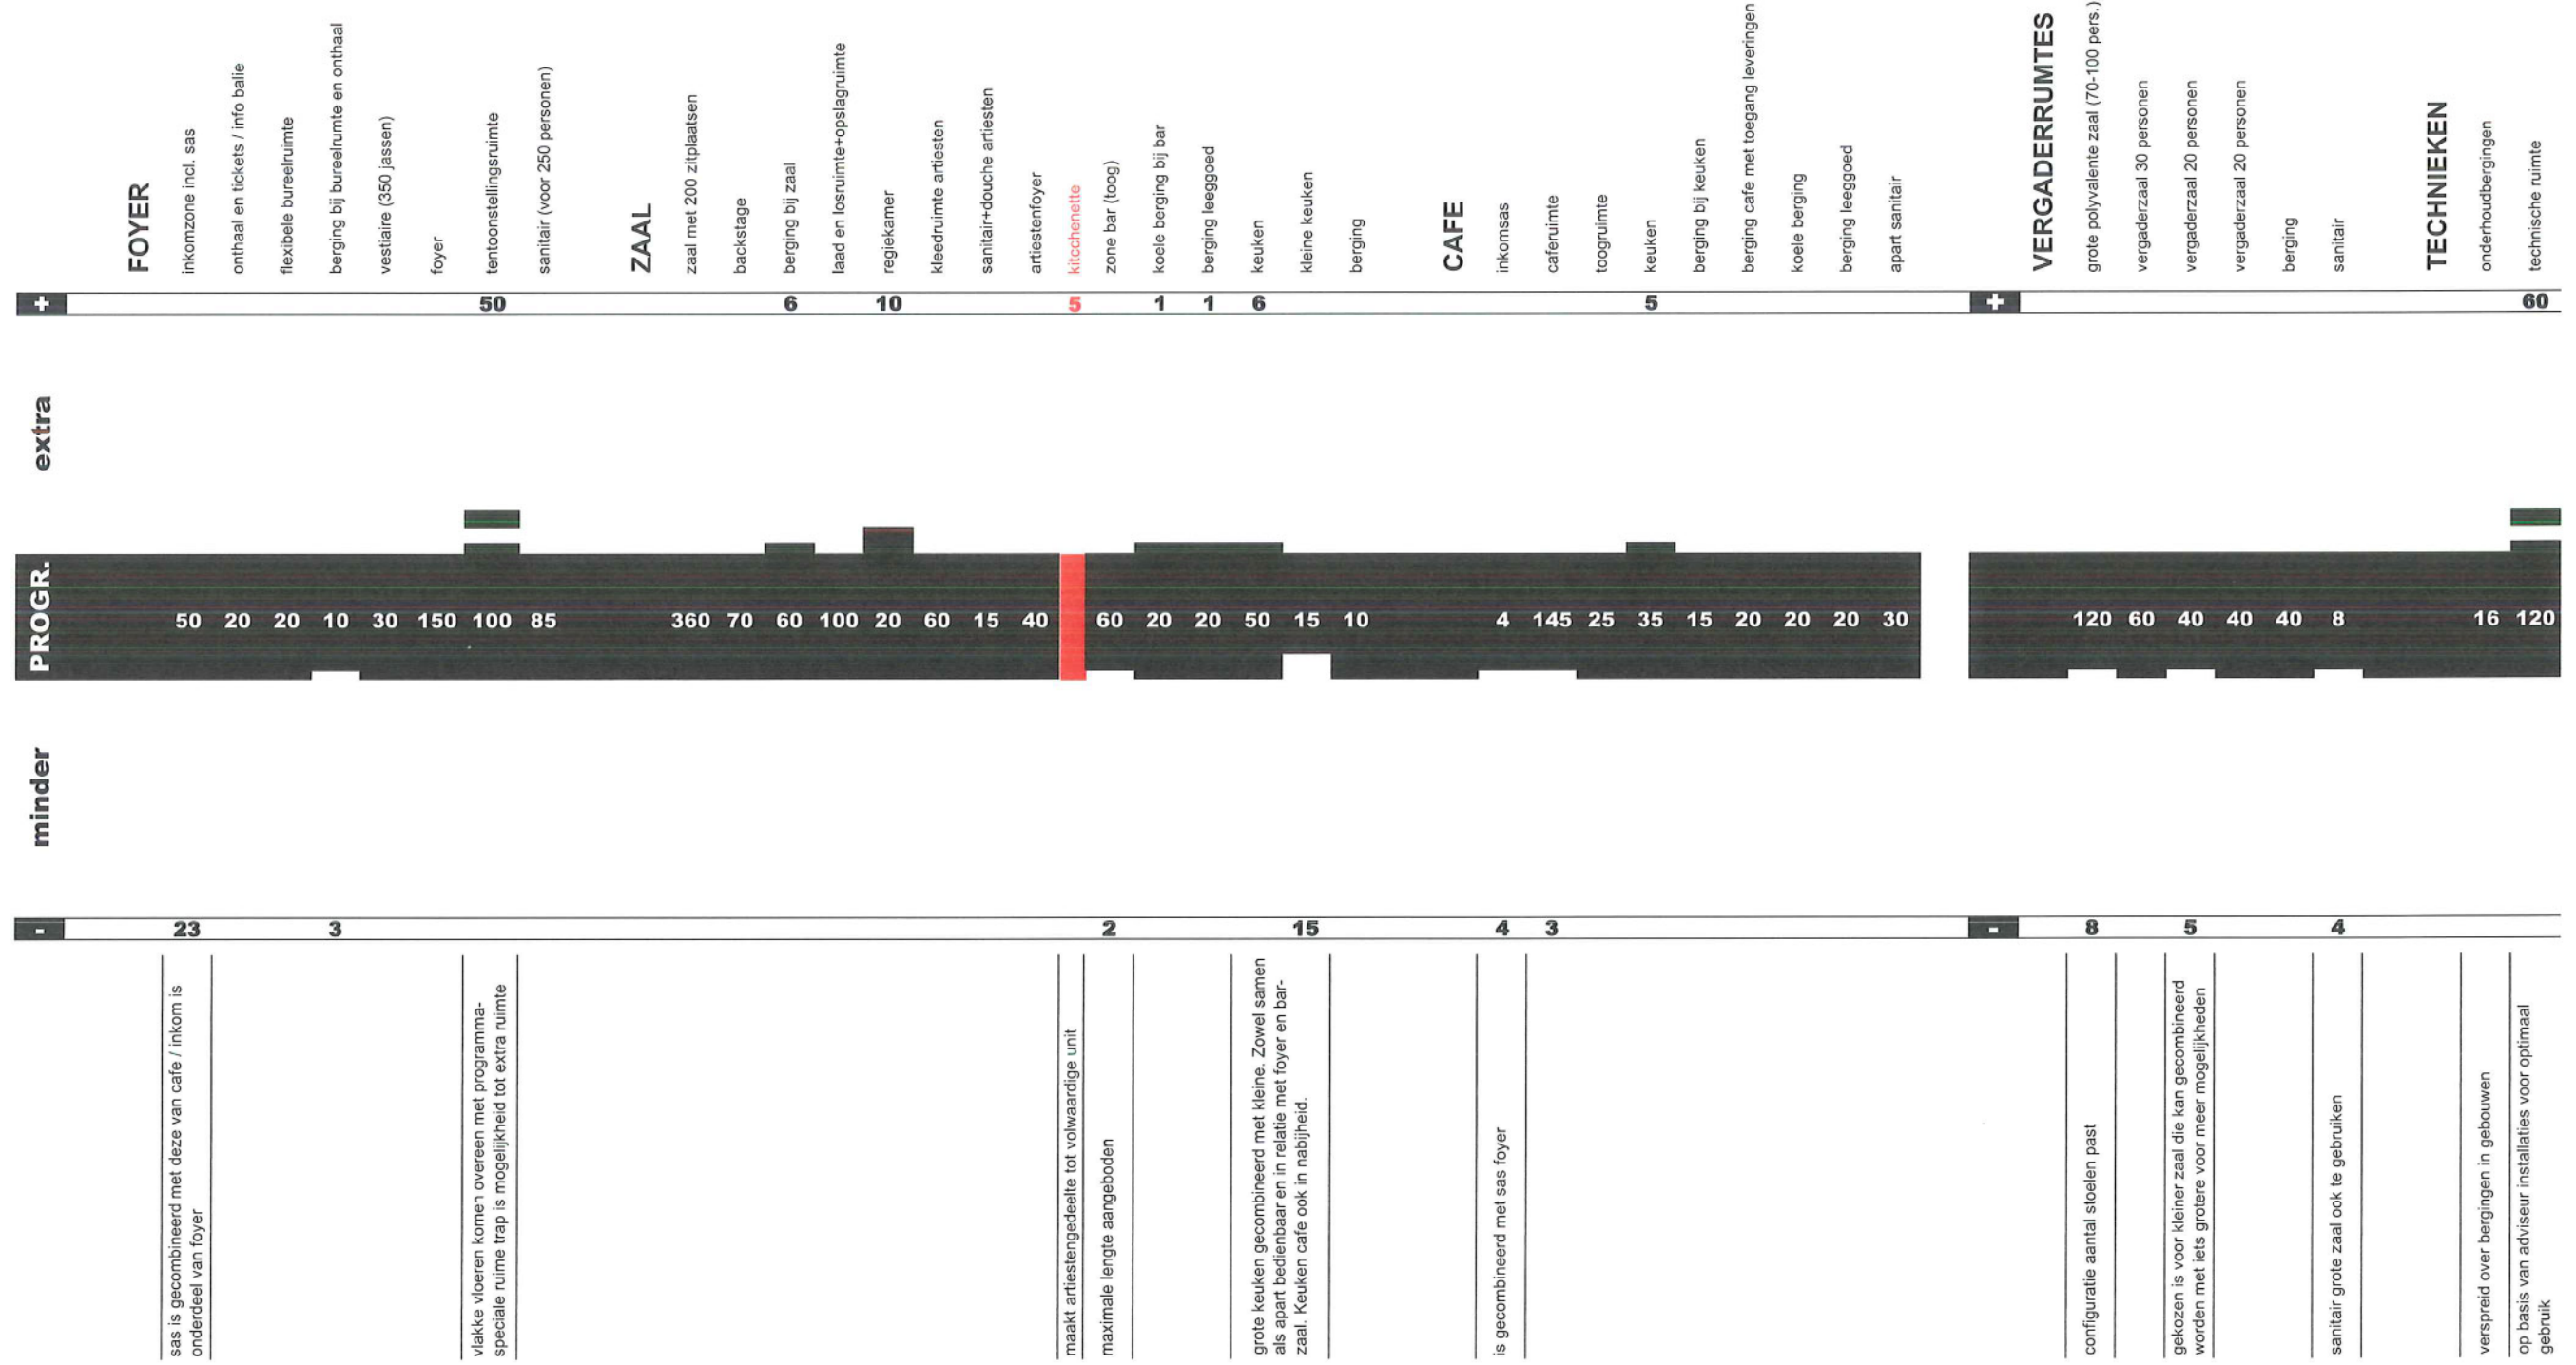 FOYER
inkomzone incl. sas
onthaal en tickets / info balie
flexibele bureelruimte
berging bij bureelrumte en onthaal
vestiaire (350 jassen)
foyer
tentoonstellingsruimte
sanitair (voor 250 personen)
ZAAL
zaal met 200 zitplaatsen
backstage
berging bij zaal
laad en losruimte+opslagruimte
regiekamer
kleedruimte artiesten
sanitair+douche artiesten
artiestenfoyer
kitcchenette
zone bar (toog)
koele berging bij bar
berging leeggoed
keuken
kleine keuken
berging
CAFE
inkomsas
caferuimte
toogruimte
keuken
berging bij keuken
berging cafe met toegang leveringen
koele berging
berging leeggoed
apart sanitair
VERGADERRUMTES
grote polyvalente zaal (70-100 pers.)
vergaderzaal 30 personen
vergaderzaal 20 personen
vergaderzaal 20 personen
berging
sanitair
TECHNIEKEN
onderhoudbergingen
technische ruimte
+ 50 6 10 5 1 1 6 5 + 60
extra
PROGR. 50 20 20 10 30 150 100 85 360 70 60 100 20 60 15 40 60 20 20 50 15 10 4 145 25 35 15 20 20 20 30 120 60 40 40 40 8 16 120
minder
- 23 3 2 15 4 3 - 8 5 4
sas is gecombineerd met deze van cafe / inkom is
onderdeel van foyer
vlakke vloeren komen overeen met programma-
speciale ruime trap is mogelijkheid tot extra ruimte
maakt artiestengedeelte tot volwaardige unit
maximale lengte aangeboden
grote keuken gecombineerd met kleine. Zowel samen
als apart bedienbaar en in relatie met foyer en bar-
zaal. Keuken cafe ook in nabijheid.
is gecombineerd met sas foyer
configuratie aantal stoelen past
gekozen is voor kleiner zaal die kan gecombineerd
worden met iets grotere voor meer mogelijkheden
sanitair grote zaal ook te gebruiken
verspreid over bergingen in gebouwen
op basis van adviseur installaties voor optimaal
gebruik